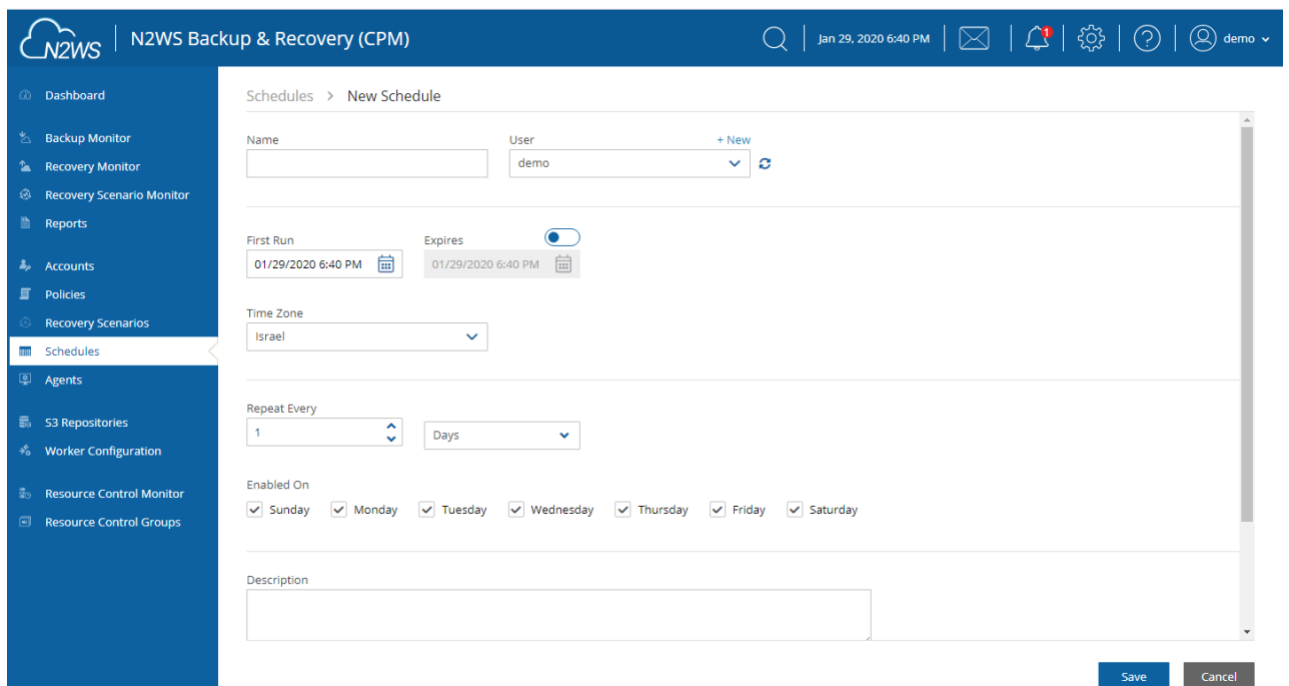 N2WS N2WS Backup & Recovery (CPM) Jan 29, 2020 6:40 PM 1 ? demo
Dashboard
Backup Monitor
Recovery Monitor
Recovery Scenario Monitor
Reports
Accounts
Policies
Recovery Scenarios
Schedules
Agents
S3 Repositories
Worker Configuration
Resource Control Monitor
Resource Control Groups
Schedules > New Schedule
Name User + New
demo
First Run Expires
01/29/2020 6:40 PM 01/29/2020 6:40 PM
Time Zone
Israel
Repeat Every
1 Days
Enabled On
Sunday Monday Tuesday Wednesday Thursday Friday Saturday
Description
Save Cancel